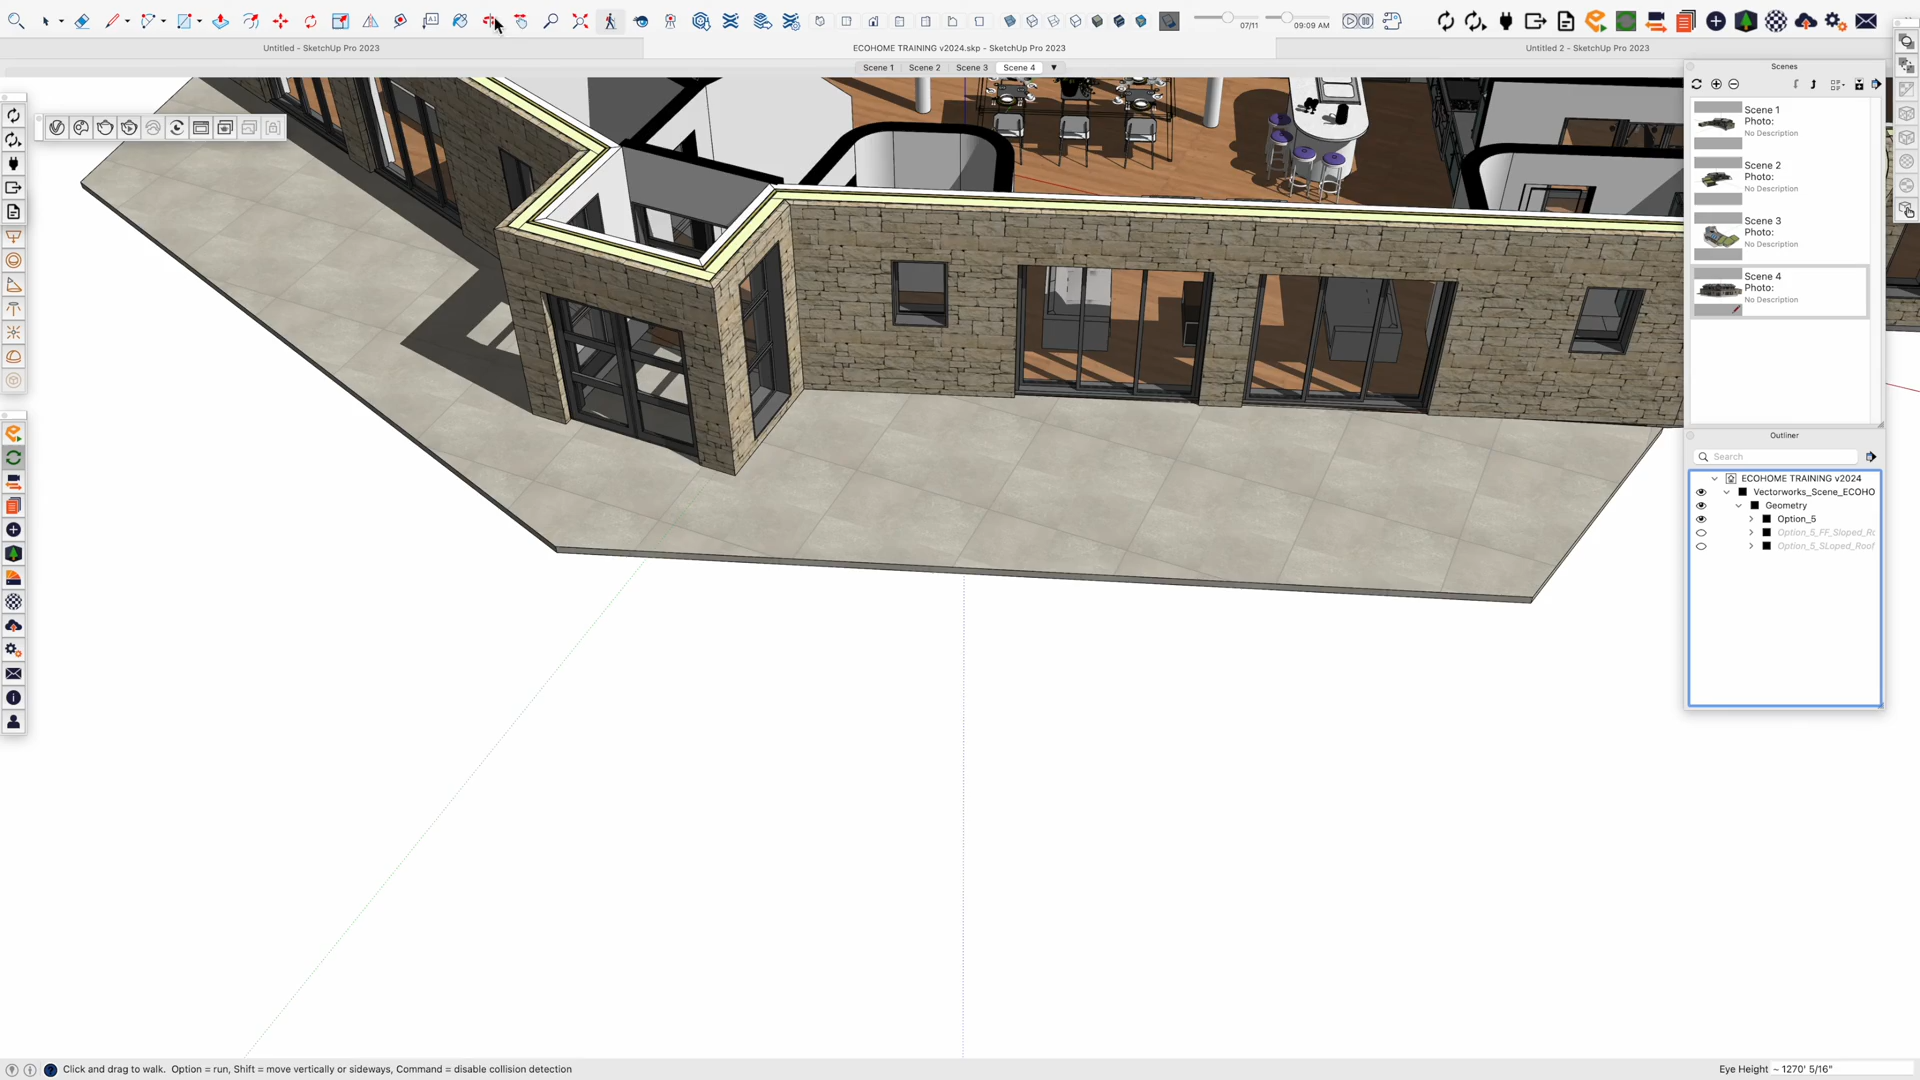 A1
07/11
09:09 AM
Untitled - SketchUp Pro 2023
ECOHOME TRAINING v2024.skp - SketchUp Pro 2023
Untitled 2 - SketchUp Pro 2023
Scene 1
Scene 2
Scene 3
Scene 4
Scenes
Scene 1
Photo:
No Description
Scene 2
Photo:
No Description
Scene 3
Photo:
No Description
Scene 4
Photo:
No Description
Outliner
Search
ECOHOME TRAINING v2024
Vectorworks_Scene_ECOHO
Geometry
Option_5
Option_5_FF_Sloped_Ro
Option_5_SLoped_Roof
Click and drag to walk. Option = run, Shift = move vertically or sideways, Command = disable collision detection
Eye Height ~ 1270' 5/16"